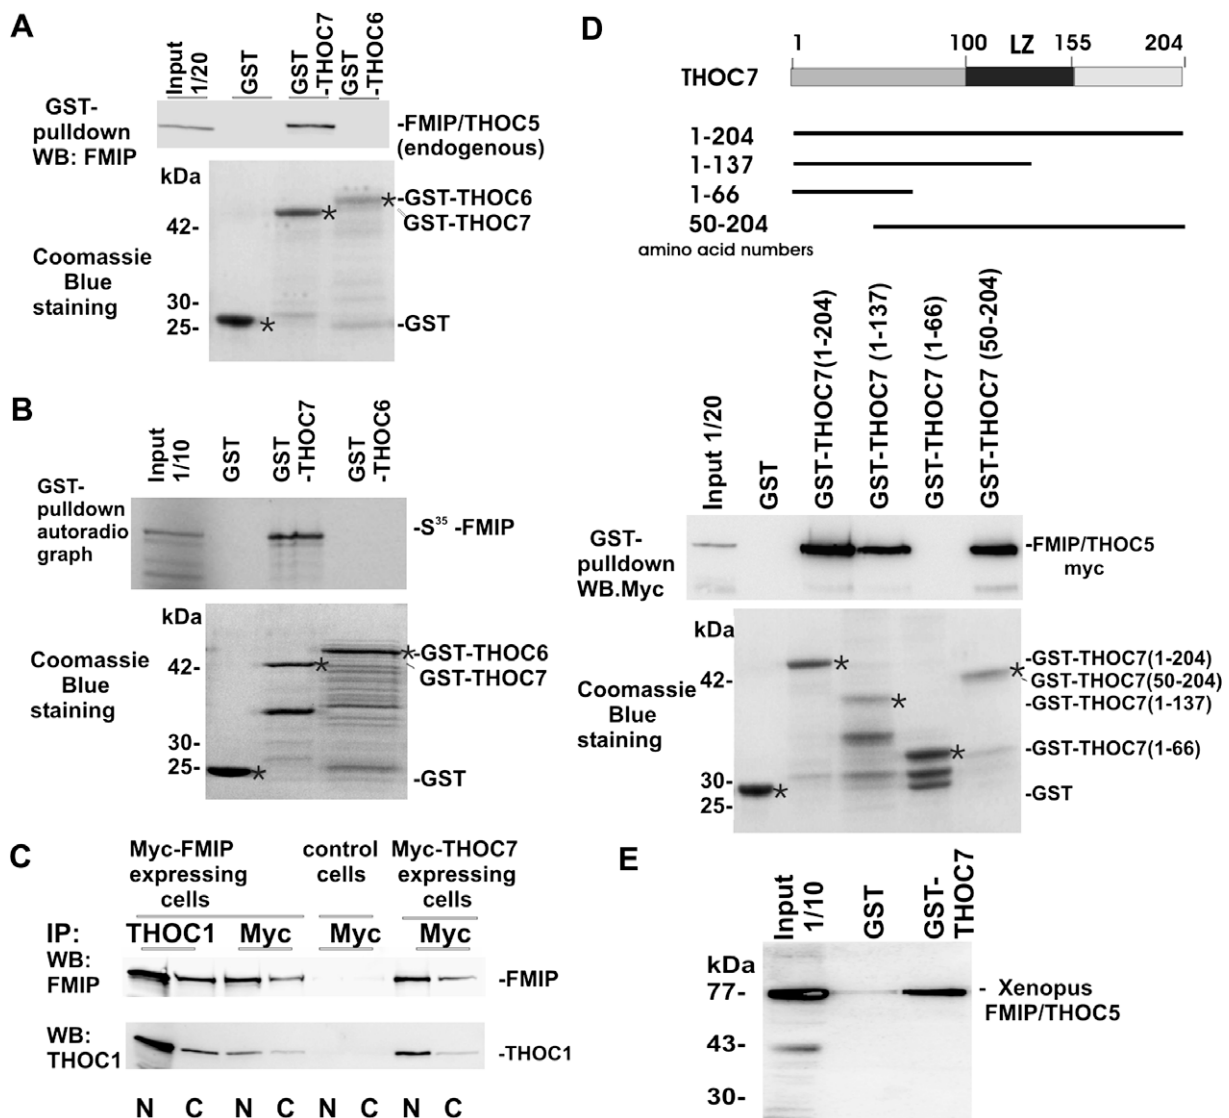 A
Input
1/20
GST
GST
-THOC7
GST
-THOC6
GST-
pulldown
WB: FMIP
-FMIP/THOC5
(endogenous)
kDa
42-
30-
25-
*
*
*
-GST-THOC6
GST-THOC7
-GST
Coomassie
Blue
staining
B
Input
1/10
GST
GST
-THOC7
GST
-THOC6
GST-
pulldown
autoradio
graph
-S³⁵ -FMIP
kDa
42-
30-
25-
*
*
*
-GST-THOC6
GST-THOC7
-GST
Coomassie
Blue
staining
C
Myc-FMIP
expressing
cells
control
cells
Myc-THOC7
expressing
cells
IP:
THOC1
Myc
Myc
Myc
WB:
FMIP
-FMIP
WB:
THOC1
-THOC1
N C N C N C N C
D
1 100 LZ 155 204
THOC7
1-204
1-137
1-66
50-204
amino acid numbers
Input 1/20
GST
GST-THOC7(1-204)
GST-THOC7 (1-137)
GST-THOC7 (1-66)
GST-THOC7 (50-204)
GST-
pulldown
WB.Myc
-FMIP/THOC5
myc
kDa
42-
30-
25-
*
*
*
*
*
-GST-THOC7(1-204)
GST-THOC7(50-204)
-GST-THOC7(1-137)
-GST-THOC7(1-66)
-GST
Coomassie
Blue
staining
E
Input
1/10
GST
GST-
THOC7
kDa
77-
43-
30-
- Xenopus
FMIP/THOC5